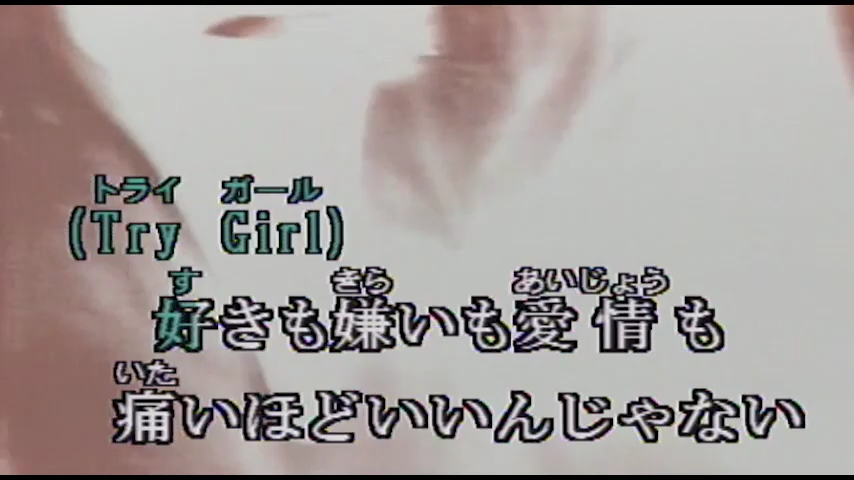 トライ ガール
(Try Girl)
す きら あいじょう
好きも嫌いも愛情も
いた
痛いほどいいんじゃない